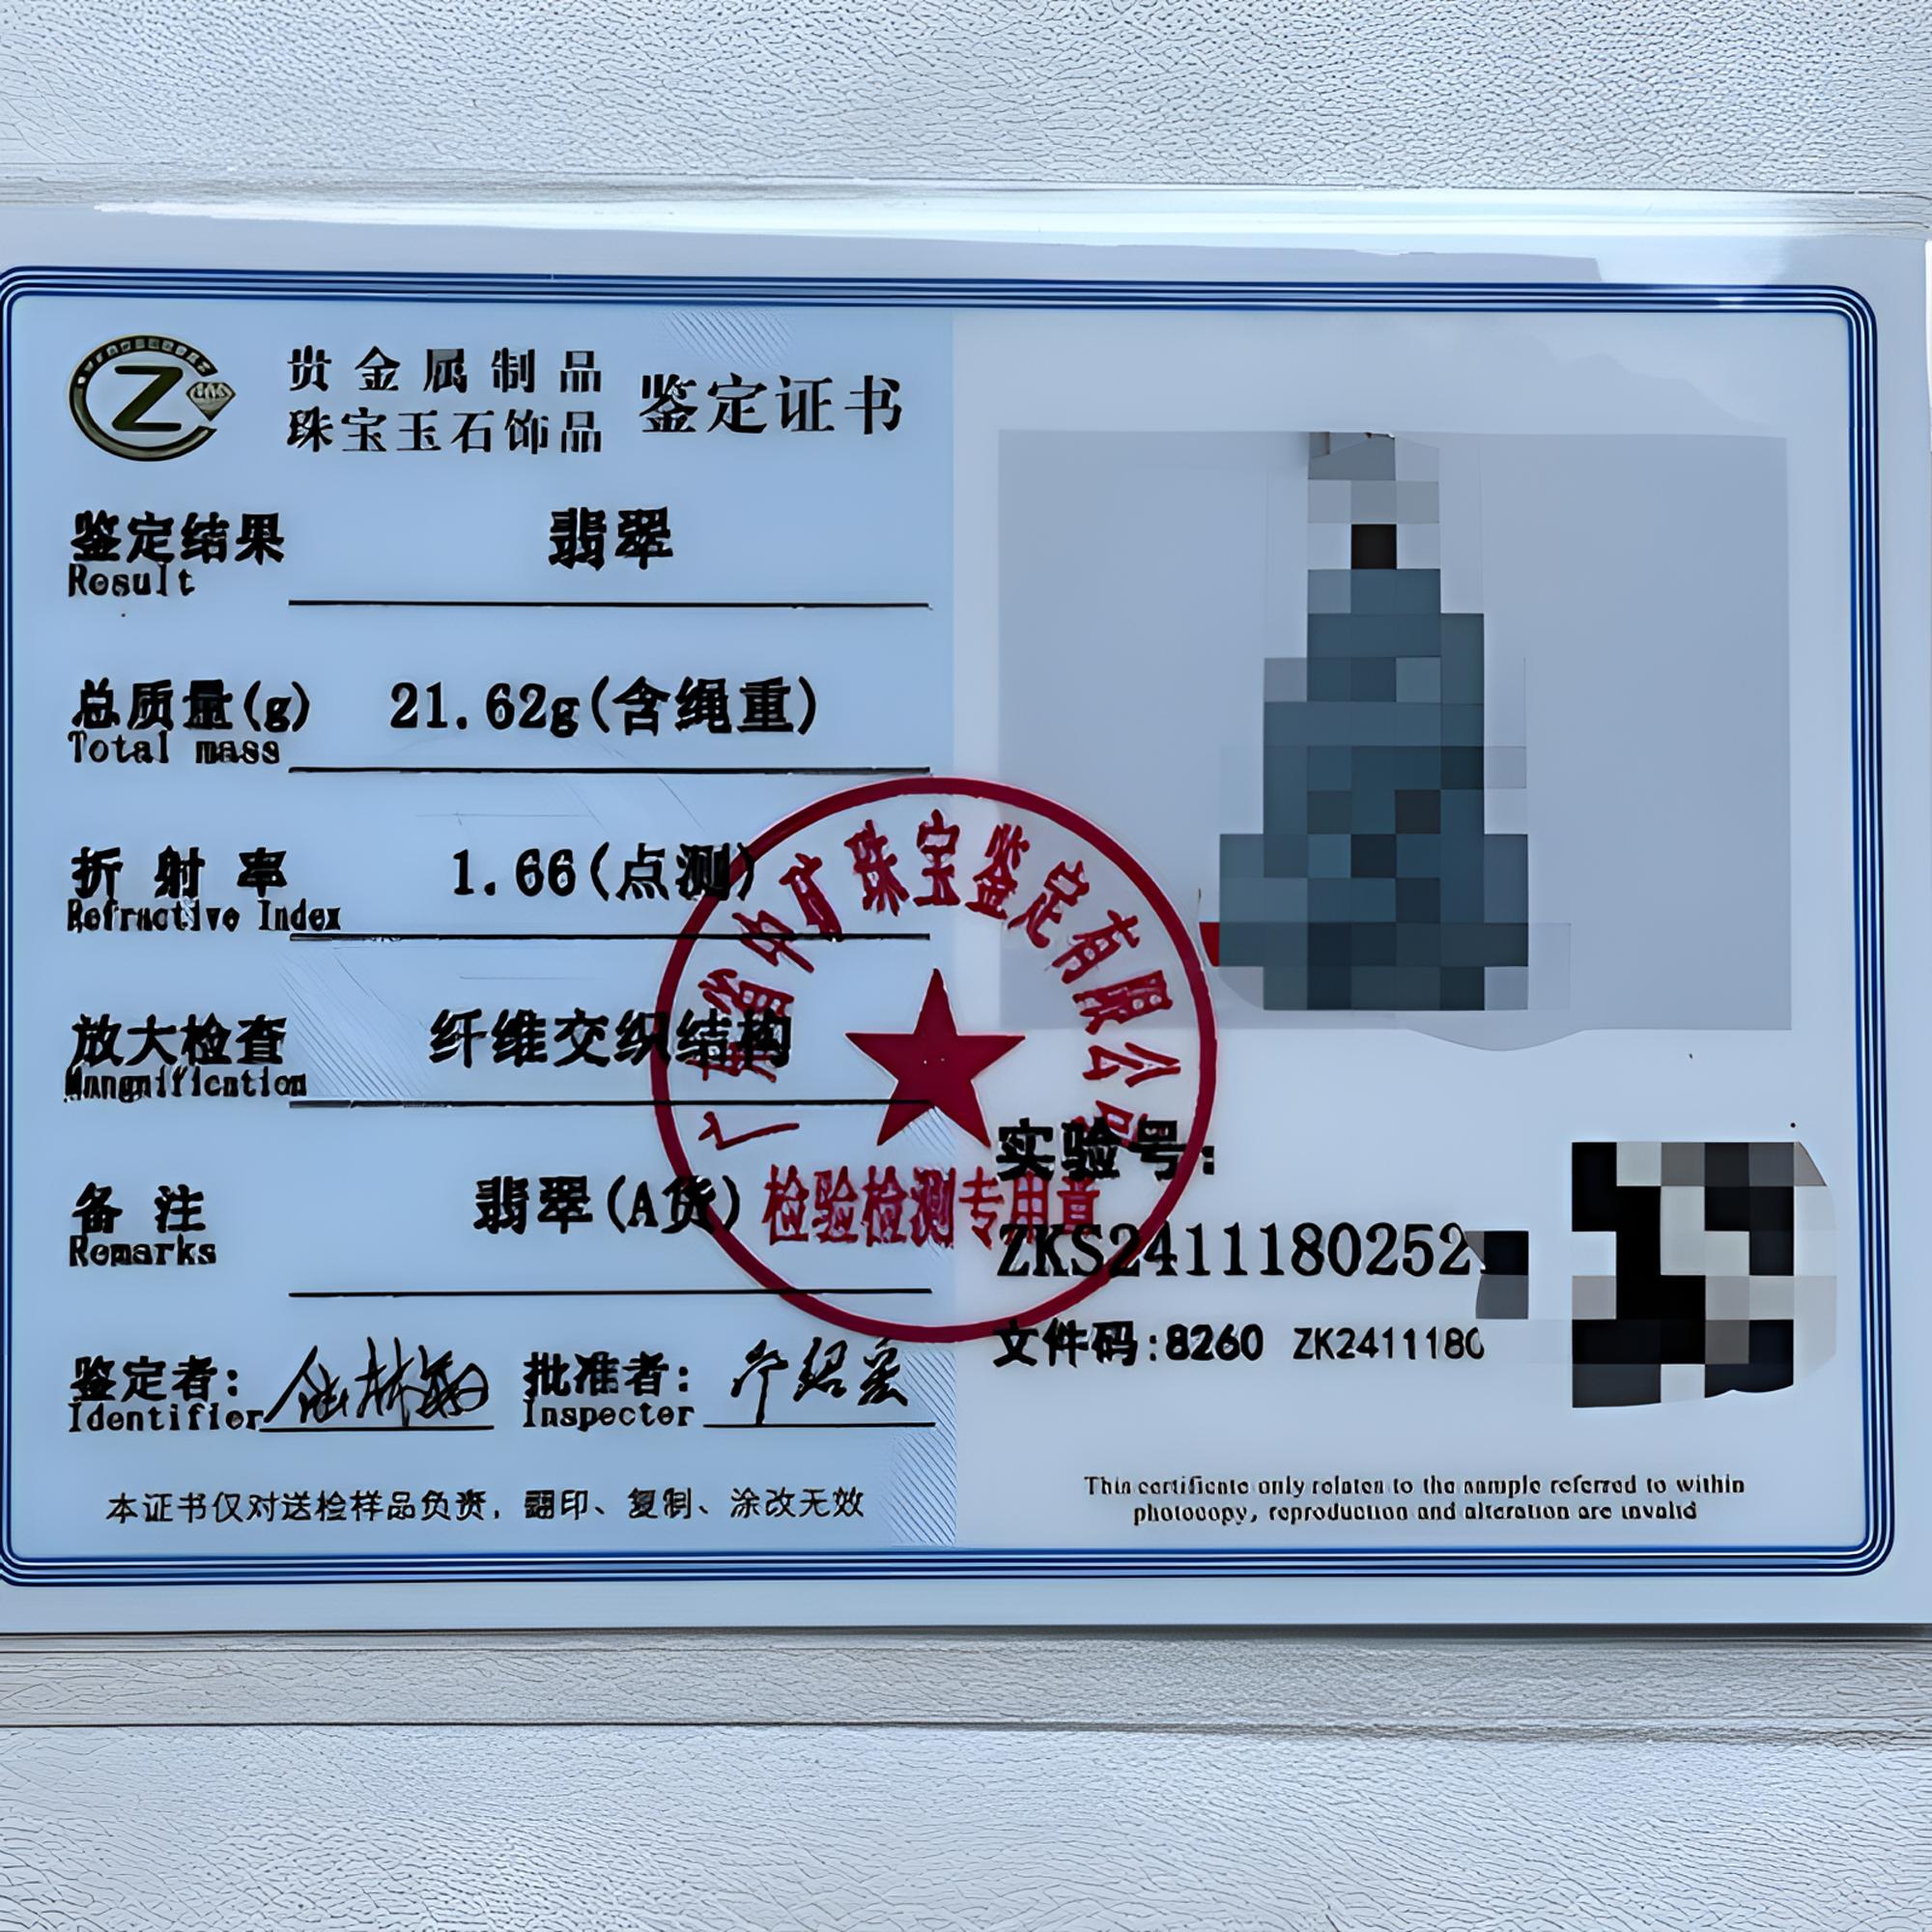 贵金属制品
珠宝玉石饰品
鉴定证书
鉴定结果
Result
翡翠
总质量(g)
Total mass
21.62g(含绳重)
折射率
Refractive Index
1.66(点测)
放大检查
Mangnification
纤维交织结构
备注
Remarks
翡翠(A货)
鉴定者:
Identifier
批准者:
Inspector
本证书仅对送检样品负责，翻印、复制、涂改无效
中矿珠宝鉴定有限公司
检验检测专用章
实验号:
ZKS2411180252
文件码:8260 ZK2411180
This certificate only relates to the sample referred to within
photocopy, reproduction and alteration are invalid